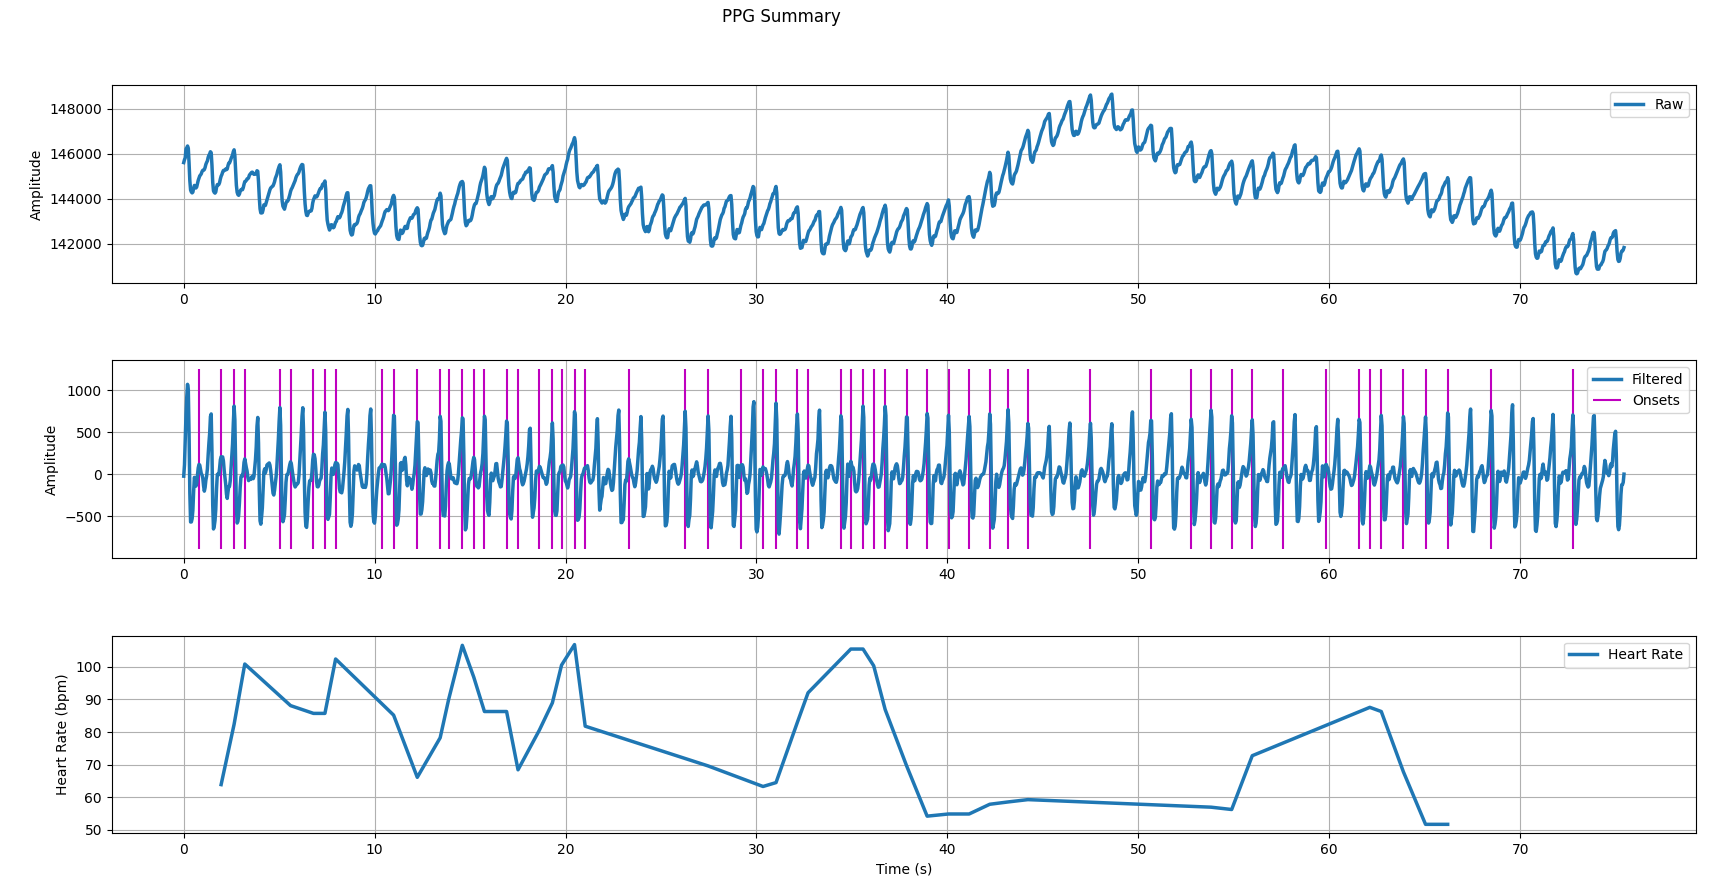 PPG Summary
148000
146000
144000
142000
Amplitude
Raw
0 10 20 30 40 50 60 70
1000
500
0
−500
Amplitude
Filtered
Onsets
0 10 20 30 40 50 60 70
100
90
80
70
60
50
Heart Rate (bpm)
Heart Rate
0 10 20 30 40 50 60 70
Time (s)